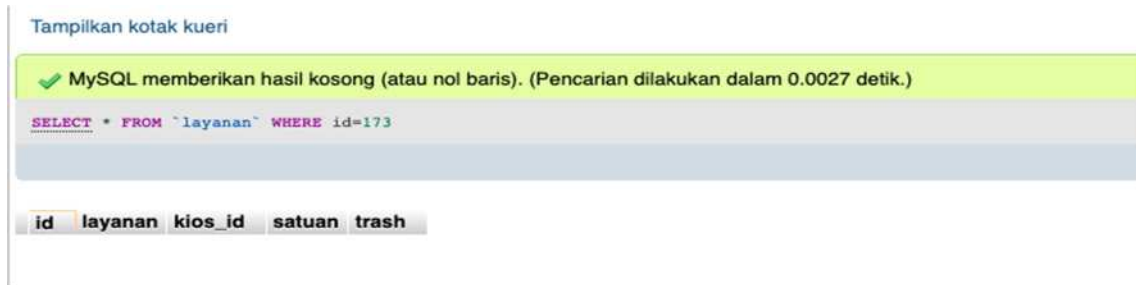 Tampilkan kotak kueri
MySQL memberikan hasil kosong (atau nol baris). (Pencarian dilakukan dalam 0.0027 detik.)
SELECT * FROM `layanan` WHERE id=173
id layanan kios_id satuan trash